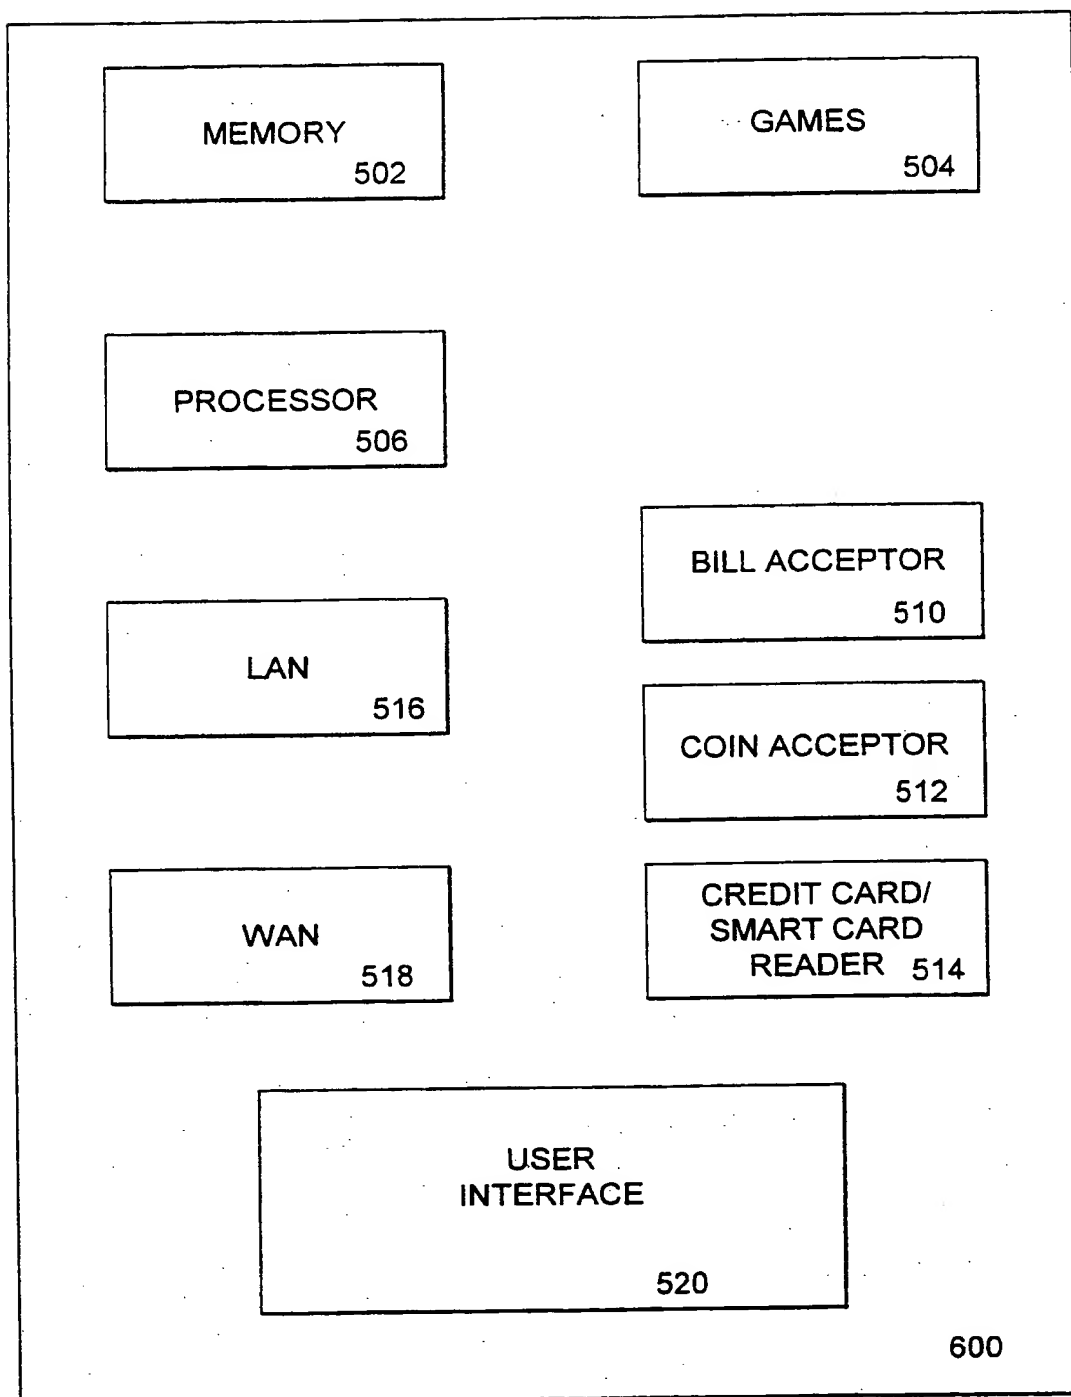 MEMORY
502
GAMES
504
PROCESSOR
506
BILL ACCEPTOR
510
LAN
516
COIN ACCEPTOR
512
WAN
518
CREDIT CARD/
SMART CARD
READER 514
USER
INTERFACE
520
600